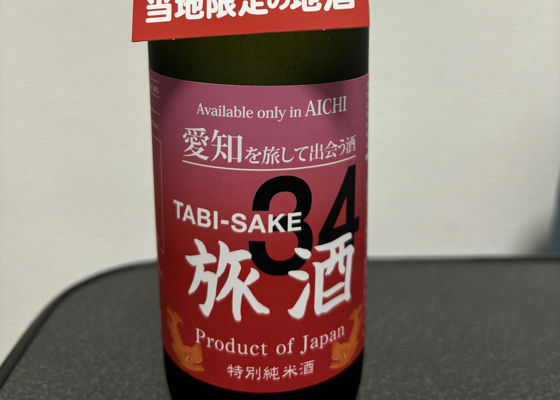 当地限定の地酒
Available only in AICHI
愛知を旅して出会う酒
34
TABI-SAKE
旅酒
Product of Japan
特別純米酒